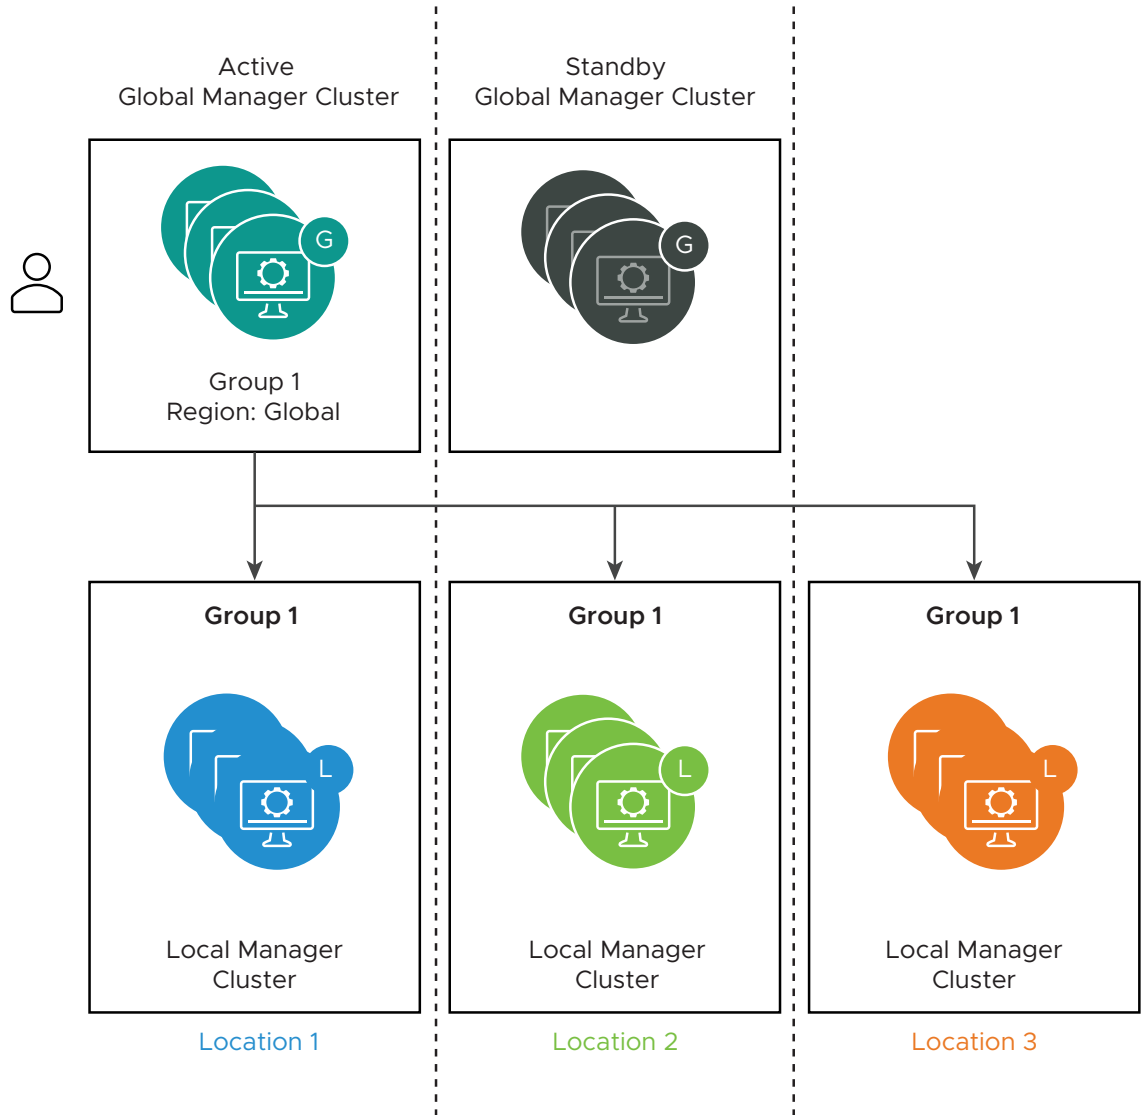 Active
Global Manager Cluster
Standby
Global Manager Cluster
G
G
Group 1
Region: Global
Group 1
Group 1
Group 1
L
L
L
Local Manager
Cluster
Local Manager
Cluster
Local Manager
Cluster
Location 1
Location 2
Location 3